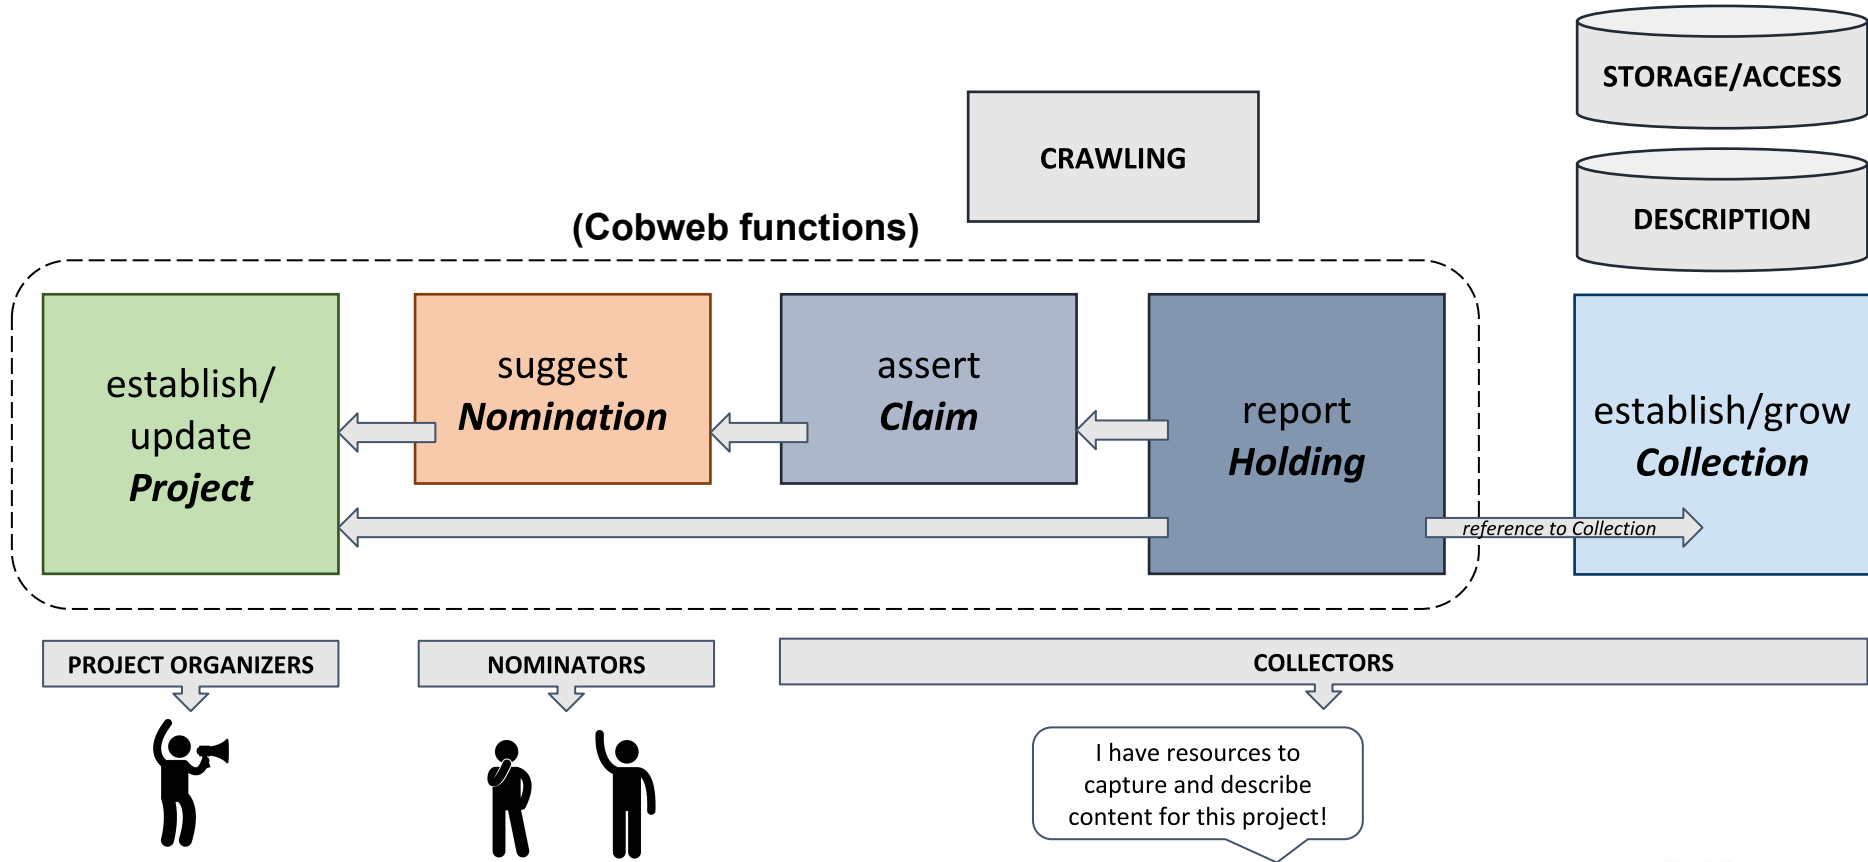 STORAGE/ACCESS
CRAWLING
DESCRIPTION
(Cobweb functions)
establish/
update
Project
suggest
Nomination
assert
Claim
report
Holding
establish/grow
Collection
reference to Collection
PROJECT ORGANIZERS
NOMINATORS
COLLECTORS
I have resources to
capture and describe
content for this project!